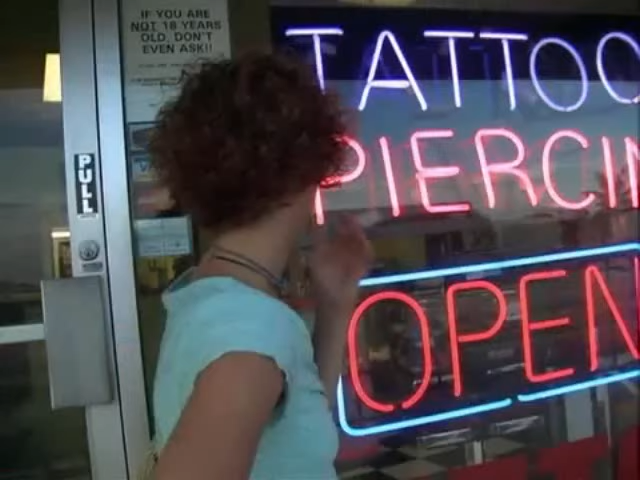 IF YOU ARE
NOT 18 YEARS
OLD, DON'T
EVEN ASK!!
PULL
TATTOO
PIERCIN
OPEN